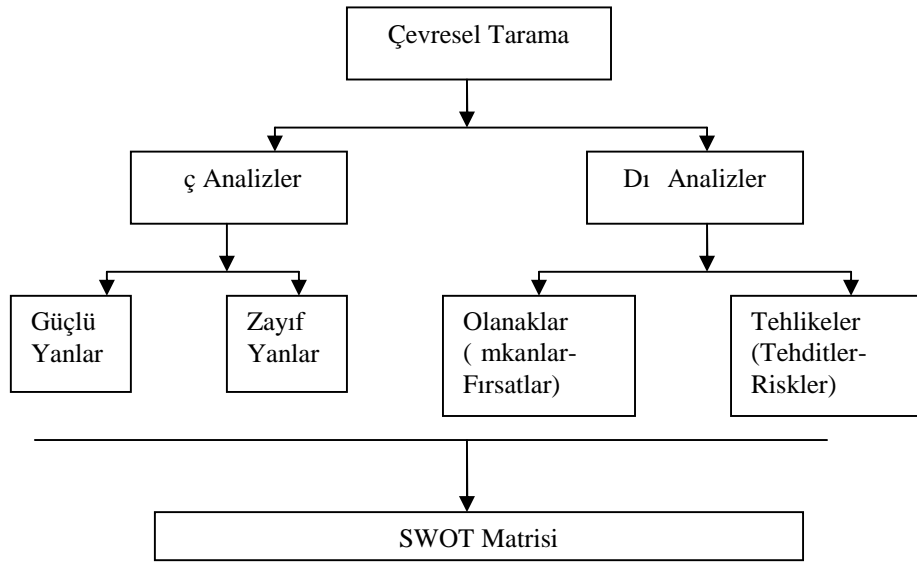 Çevresel Tarama
ç Analizler
Dı Analizler
Güçlü
Yanlar
Zayıf
Yanlar
Olanaklar
( mkanlar-
Fırsatlar)
Tehlikeler
(Tehditler-
Riskler)
SWOT Matrisi